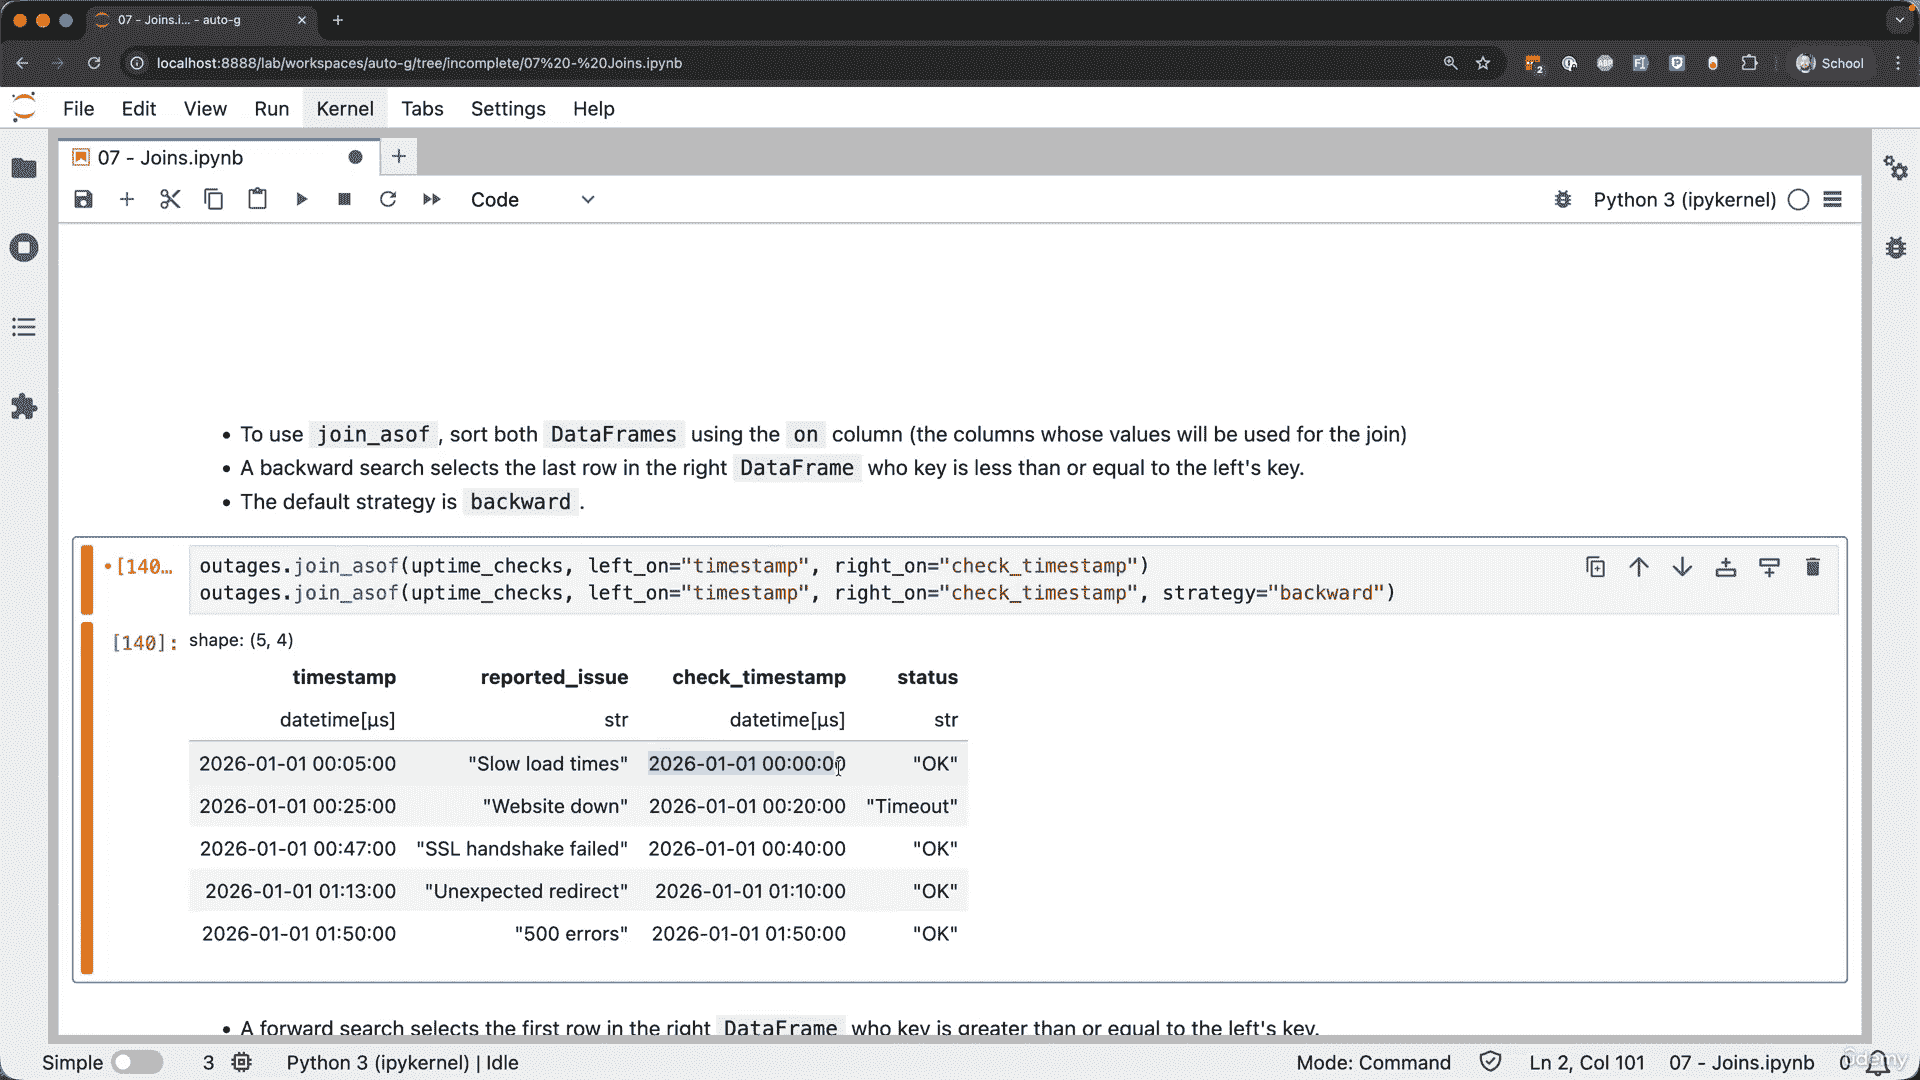 07 - Joins.i... - auto-g
localhost:8888/lab/workspaces/auto-g/tree/incomplete/07%20-%20Joins.ipynb
2
ABP
School
File Edit View Run Kernel Tabs Settings Help
07 - Joins.ipynb
Code
Python 3 (ipykernel)
• To use join_asof , sort both DataFrames using the on column (the columns whose values will be used for the join)
• A backward search selects the last row in the right DataFrame who key is less than or equal to the left's key.
• The default strategy is backward .
•[140…
outages.join_asof(uptime_checks, left_on="timestamp", right_on="check_timestamp")
outages.join_asof(uptime_checks, left_on="timestamp", right_on="check_timestamp", strategy="backward")
[140]: shape: (5, 4)
timestamp reported_issue check_timestamp status
datetime[μs] str datetime[μs] str
2026-01-01 00:05:00 "Slow load times" 2026-01-01 00:00:00 "OK"
2026-01-01 00:25:00 "Website down" 2026-01-01 00:20:00 "Timeout"
2026-01-01 00:47:00 "SSL handshake failed" 2026-01-01 00:40:00 "OK"
2026-01-01 01:13:00 "Unexpected redirect" 2026-01-01 01:10:00 "OK"
2026-01-01 01:50:00 "500 errors" 2026-01-01 01:50:00 "OK"
• A forward search selects the first row in the right DataFrame who key is greater than or equal to the left's key.
Simple 3 Python 3 (ipykernel) | Idle Mode: Command Ln 2, Col 101 07 - Joins.ipynb 0
udemy